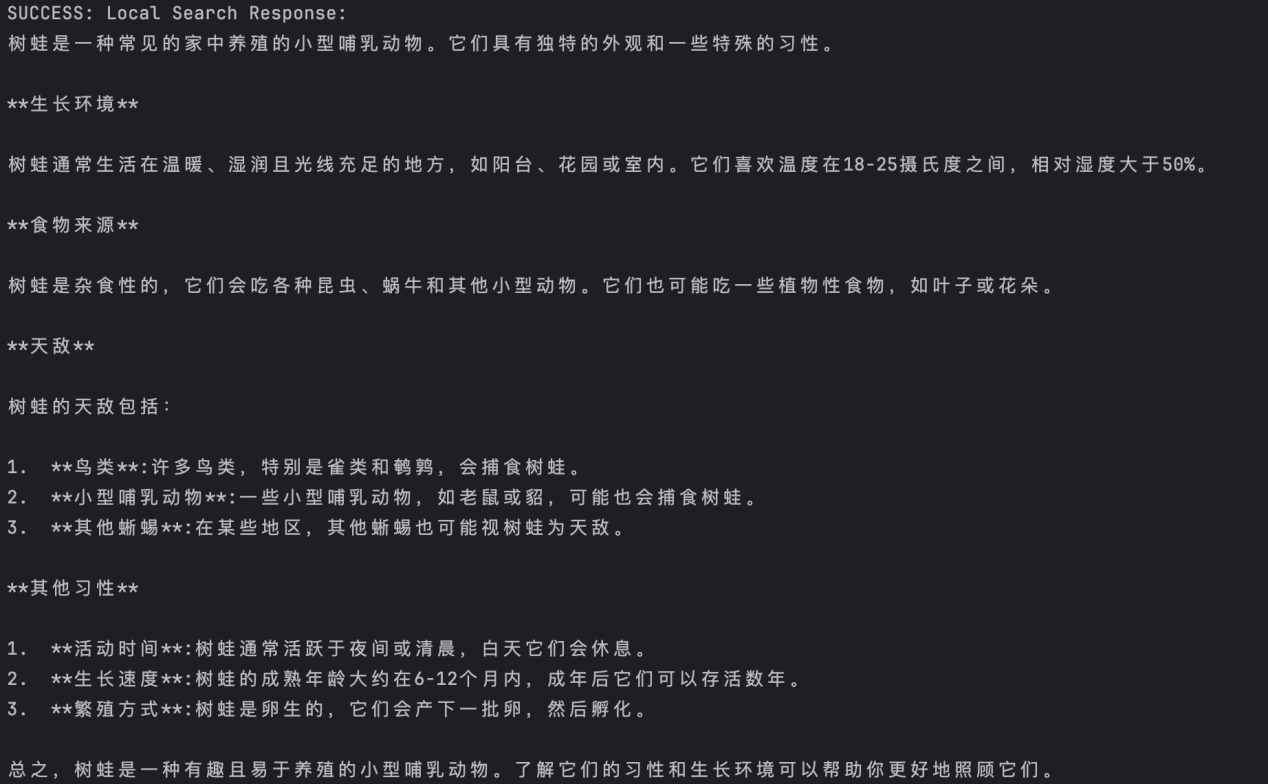 SUCCESS: Local Search Response:
树蛙是一种常见的家中养殖的小型哺乳动物。它们具有独特的外观和一些特殊的习性。
**生长环境**
树蛙通常生活在温暖、湿润且光线充足的地方，如阳台、花园或室内。它们喜欢温度在18-25摄氏度之间，相对湿度大于50%。
**食物来源**
树蛙是杂食性的，它们会吃各种昆虫、蜗牛和其他小型动物。它们也可能吃一些植物性食物，如叶子或花朵。
**天敌**
树蛙的天敌包括：
1.  **鸟类**:许多鸟类，特别是雀类和鹌鹑，会捕食树蛙。
2.  **小型哺乳动物**:一些小型哺乳动物，如老鼠或貂，可能也会捕食树蛙。
3.  **其他蜥蜴**:在某些地区，其他蜥蜴也可能视树蛙为天敌。
**其他习性**
1.  **活动时间**:树蛙通常活跃于夜间或清晨，白天它们会休息。
2.  **生长速度**:树蛙的成熟年龄大约在6-12个月内，成年后它们可以存活数年。
3.  **繁殖方式**:树蛙是卵生的，它们会产下一批卵，然后孵化。
总之，树蛙是一种有趣且易于养殖的小型哺乳动物。了解它们的习性和生长环境可以帮助你更好地照顾它们。